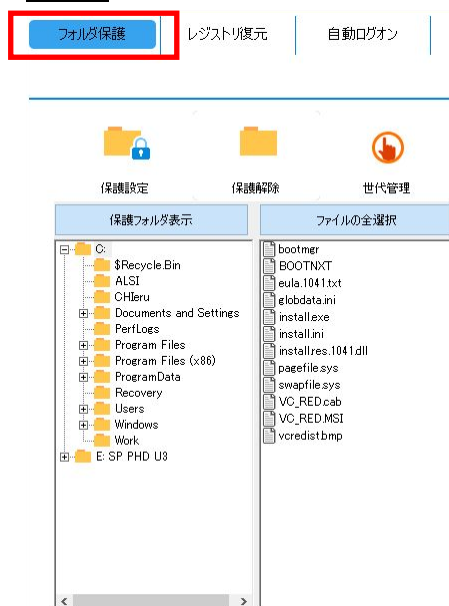 フォルダ保護 レジストリ復元 自動ログオン
保護設定 保護解除 世代管理
保護フォルダ表示 ファイルの全選択
C:
$Recycle.Bin
ALSI
CHIeru
Documents and Settings
PerfLogs
Program Files
Program Files (x86)
ProgramData
Recovery
Users
Windows
Work
E: SP PHD U3
bootmgr
BOOTNXT
eula.1041.txt
globdata.ini
install.exe
install.ini
install.res.1041.dll
pagefile.sys
swapfile.sys
VC_RED.cab
VC_RED.MSI
vcredist.bmp